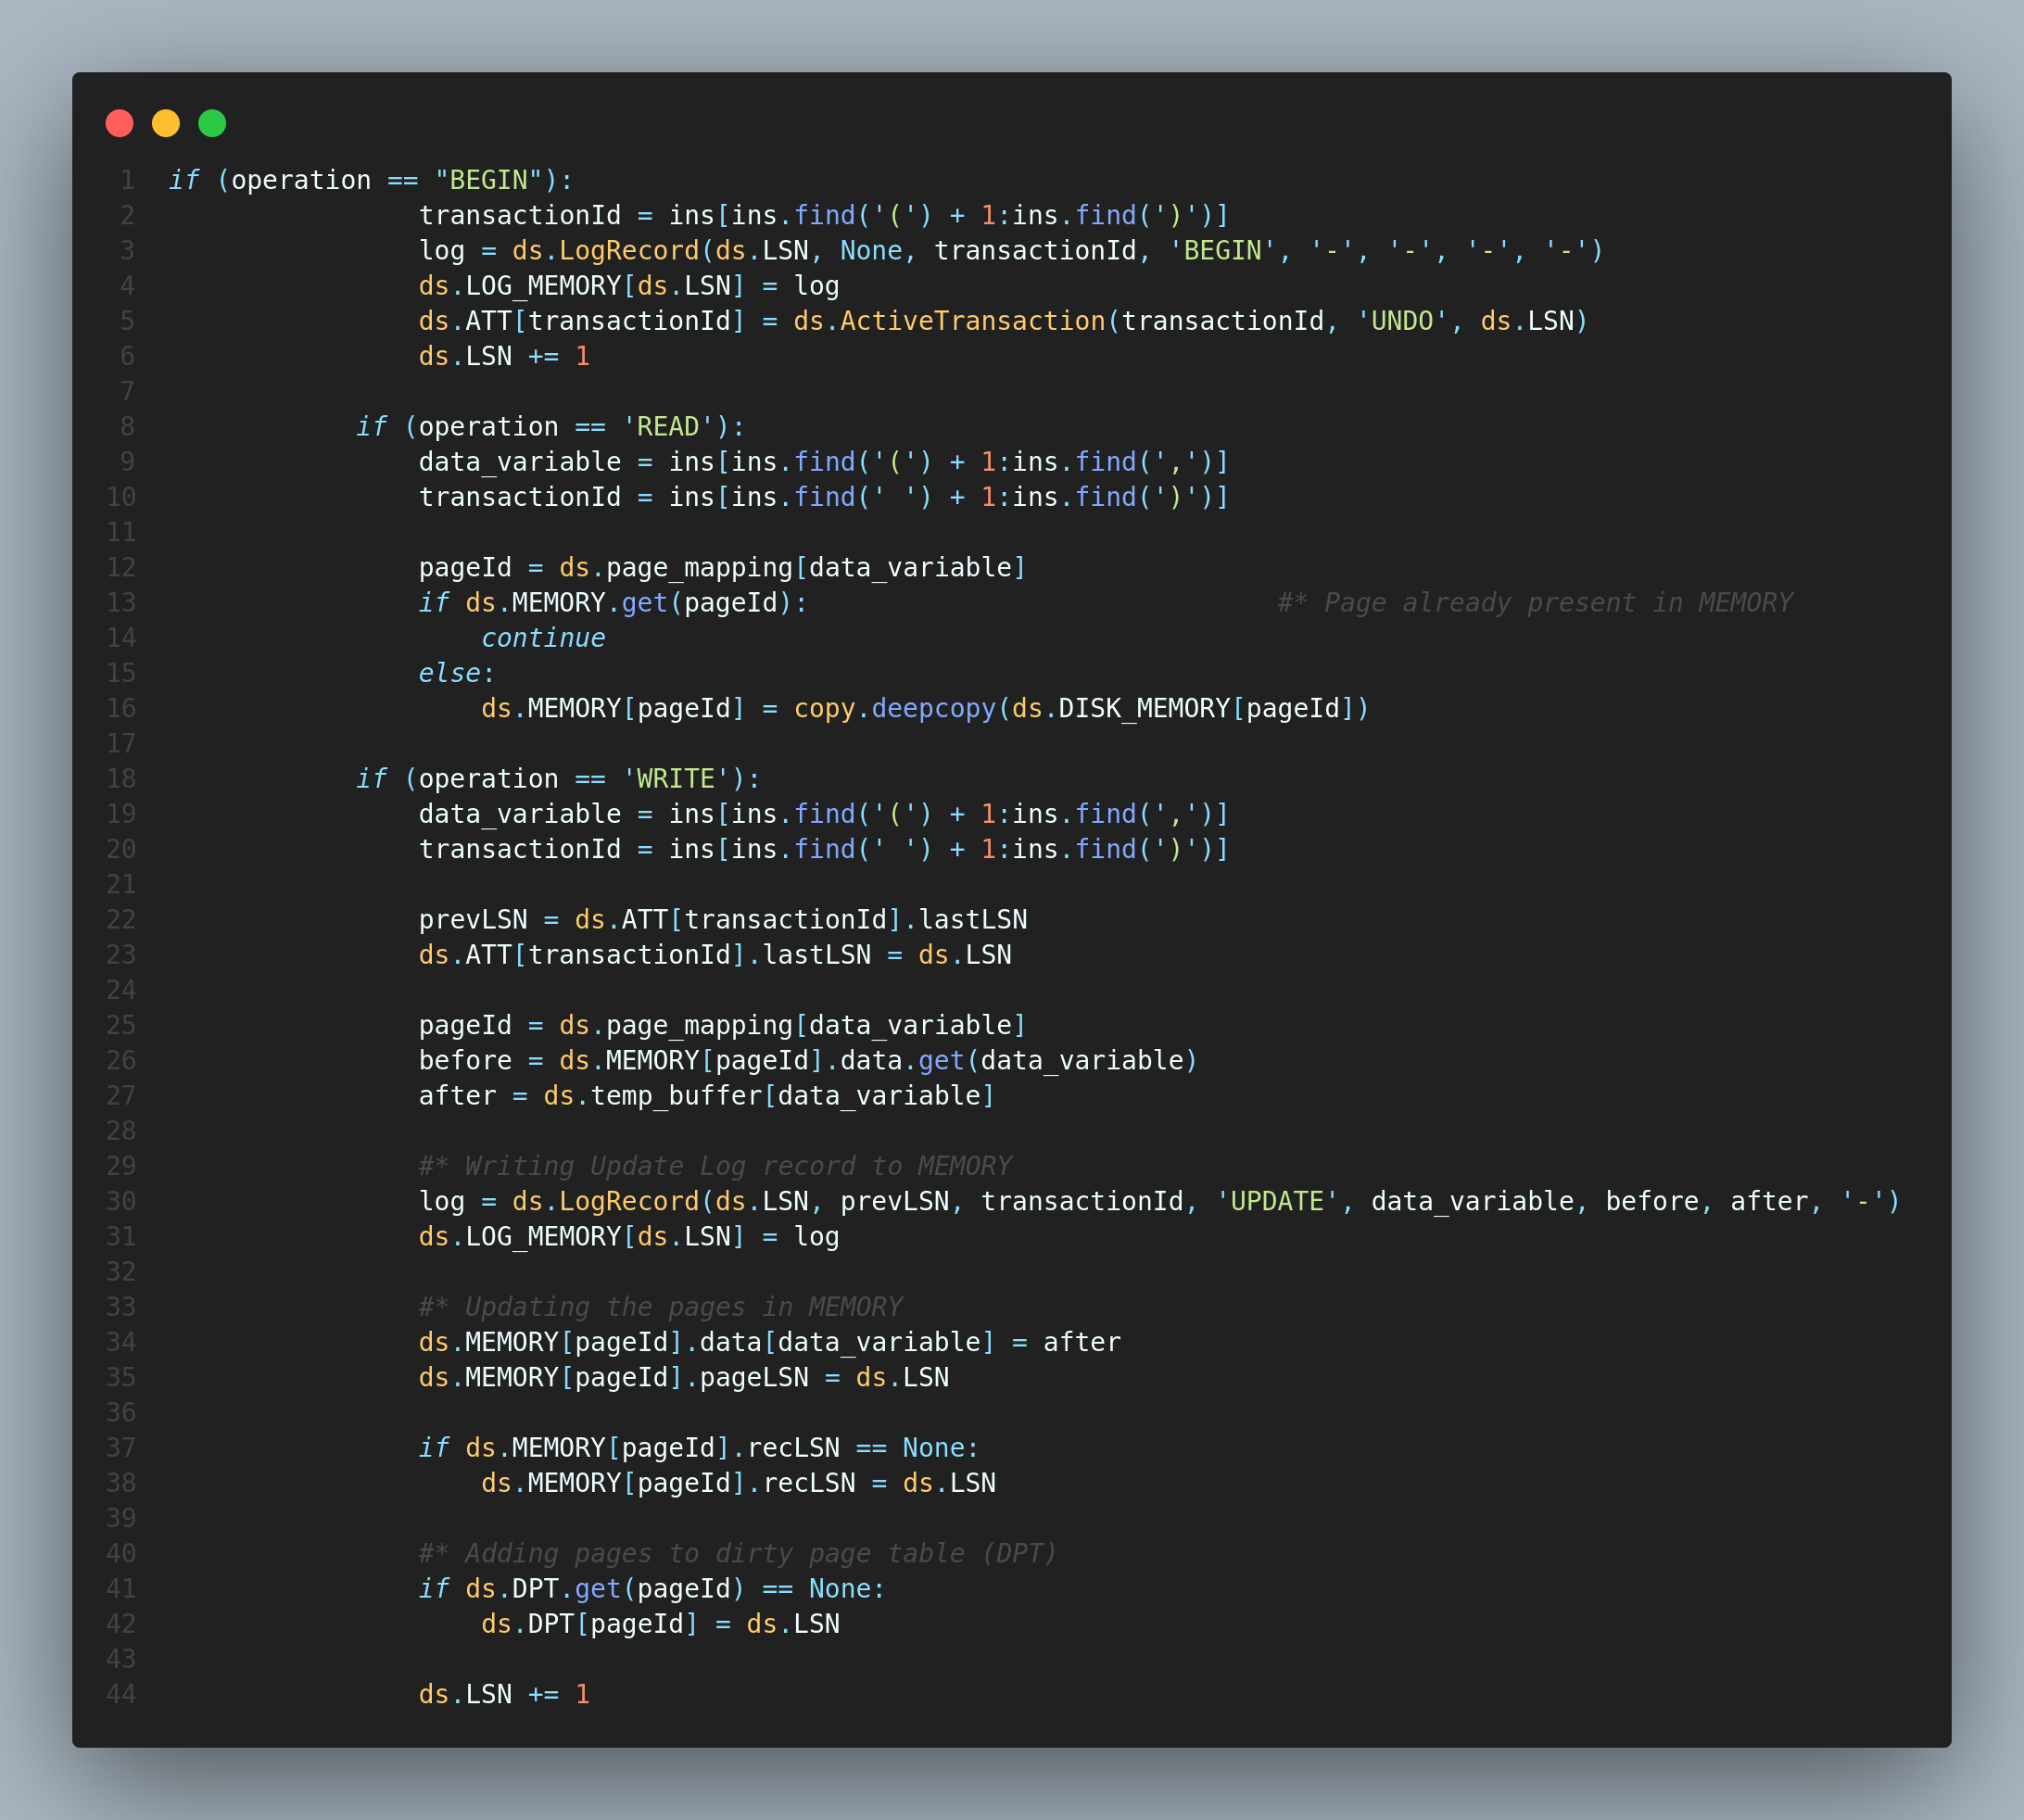 1 if (operation == "BEGIN"):
2 transactionId = ins[ins.find('(') + 1:ins.find(')')]
3 log = ds.LogRecord(ds.LSN, None, transactionId, 'BEGIN', '-', '-', '-', '-')
4 ds.LOG_MEMORY[ds.LSN] = log
5 ds.ATT[transactionId] = ds.ActiveTransaction(transactionId, 'UNDO', ds.LSN)
6 ds.LSN += 1
7
8 if (operation == 'READ'):
9 data_variable = ins[ins.find('(') + 1:ins.find(',')]
10 transactionId = ins[ins.find(' ') + 1:ins.find(')')]
11
12 pageId = ds.page_mapping[data_variable]
13 if ds.MEMORY.get(pageId): #* Page already present in MEMORY
14 continue
15 else:
16 ds.MEMORY[pageId] = copy.deepcopy(ds.DISK_MEMORY[pageId])
17
18 if (operation == 'WRITE'):
19 data_variable = ins[ins.find('(') + 1:ins.find(',')]
20 transactionId = ins[ins.find(' ') + 1:ins.find(')')]
21
22 prevLSN = ds.ATT[transactionId].lastLSN
23 ds.ATT[transactionId].lastLSN = ds.LSN
24
25 pageId = ds.page_mapping[data_variable]
26 before = ds.MEMORY[pageId].data.get(data_variable)
27 after = ds.temp_buffer[data_variable]
28
29 #* Writing Update Log record to MEMORY
30 log = ds.LogRecord(ds.LSN, prevLSN, transactionId, 'UPDATE', data_variable, before, after, '-')
31 ds.LOG_MEMORY[ds.LSN] = log
32
33 #* Updating the pages in MEMORY
34 ds.MEMORY[pageId].data[data_variable] = after
35 ds.MEMORY[pageId].pageLSN = ds.LSN
36
37 if ds.MEMORY[pageId].recLSN == None:
38 ds.MEMORY[pageId].recLSN = ds.LSN
39
40 #* Adding pages to dirty page table (DPT)
41 if ds.DPT.get(pageId) == None:
42 ds.DPT[pageId] = ds.LSN
43
44 ds.LSN += 1